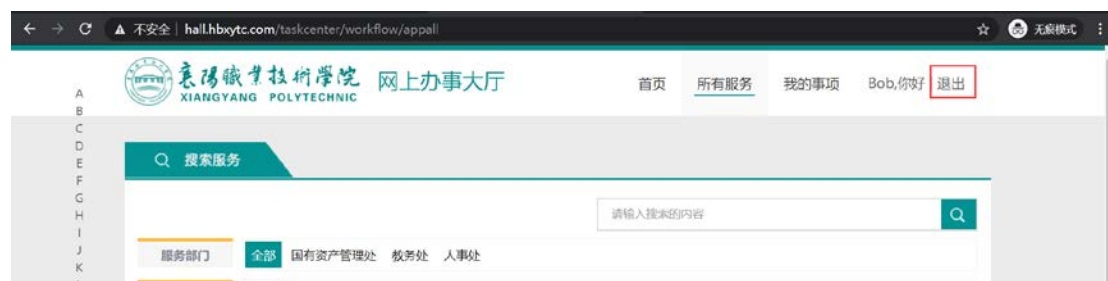 不安全 | hall.hbxytc.com/taskcenter/workflow/appall
无痕模式
襄陽職業技術學院
XIANGYANG POLYTECHNIC
网上办事大厅
首页 所有服务 我的事项 Bob,你好 退出
A
B
C
D
E
F
G
H
I
J
K
搜索服务
请输入搜索的内容
服务部门 全部 国有资产管理处 教务处 人事处